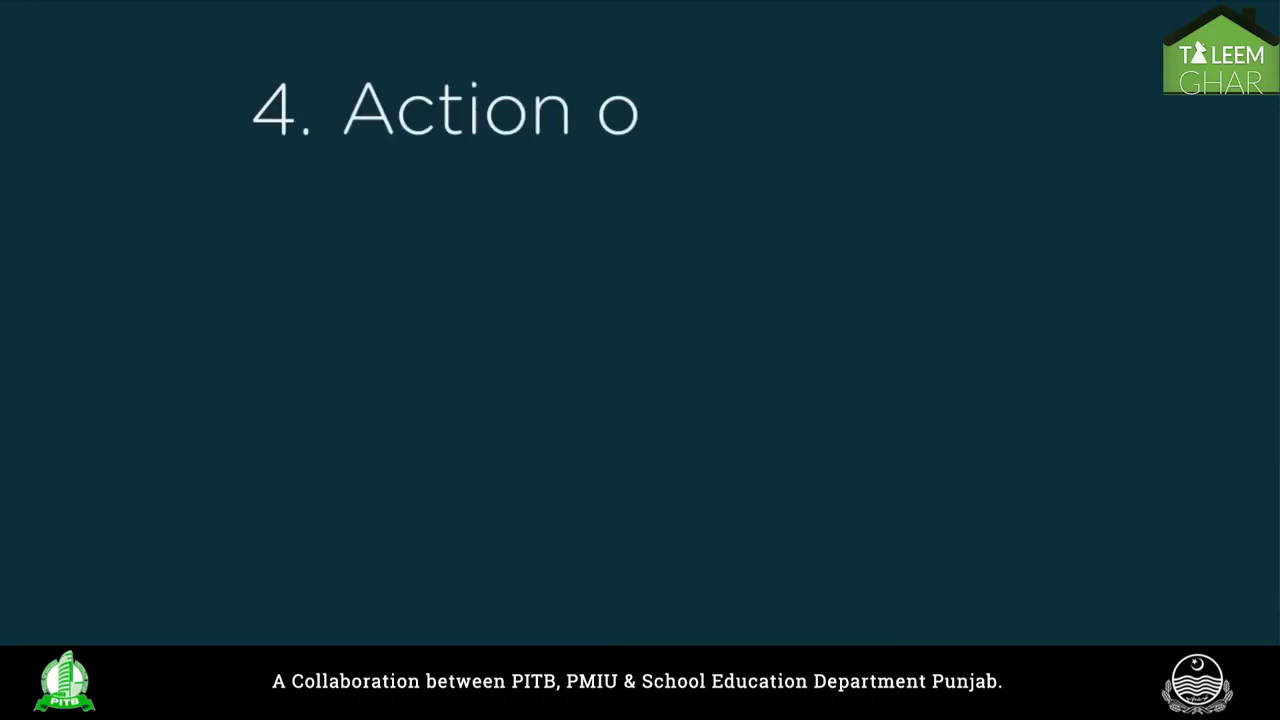 TALEEM
GHAR
4. Action o
PITB
A Collaboration between PITB, PMIU & School Education Department Punjab.